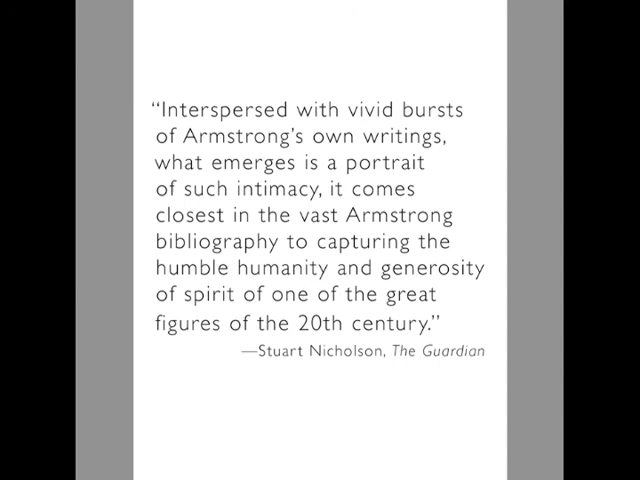 “Interspersed with vivid bursts
of Armstrong’s own writings,
what emerges is a portrait
of such intimacy, it comes
closest in the vast Armstrong
bibliography to capturing the
humble humanity and generosity
of spirit of one of the great
figures of the 20th century.”
—Stuart Nicholson, The Guardian